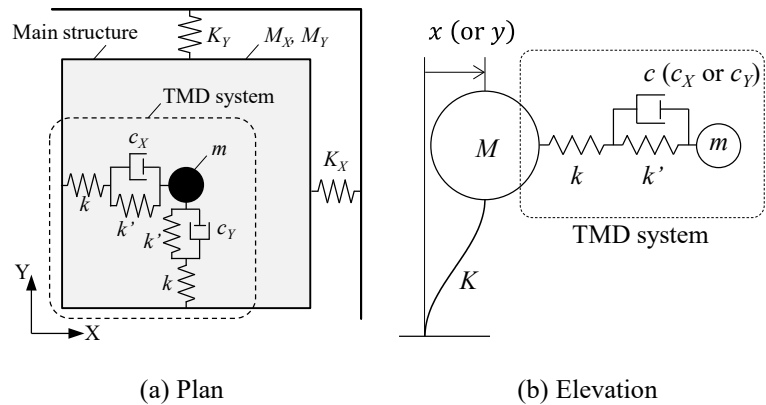 Main structure
K_Y
M_X, M_Y
TMD system
c_X
m
K_X
k
k'
k'
c_Y
k
Y
X
(a) Plan
x (or y)
c (c_X or c_Y)
M
m
k
k'
TMD system
K
(b) Elevation